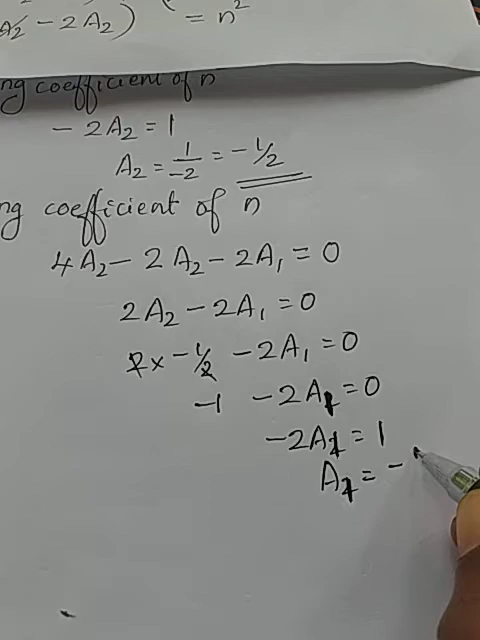 A₂ - 2A₂) = n²
ng coefficient of n
- 2A₂ = 1
A₂ = 1/-2 = -1/2
ng coefficient of n
4A₂ - 2A₂ - 2A₁ = 0
2A₂ - 2A₁ = 0
2 x -1/2 - 2A₁ = 0
-1 - 2A₁ = 0
-2A₁ = 1
A₁ = -